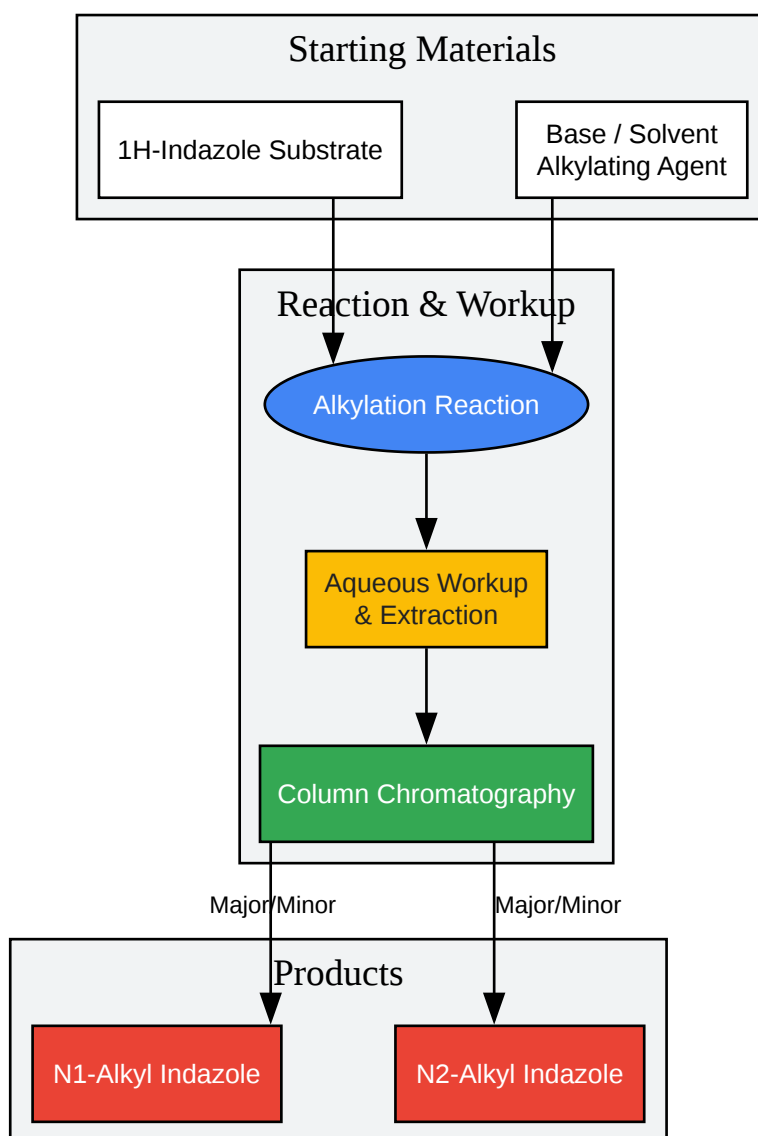 Starting Materials
1H-Indazole Substrate
Base / Solvent
Alkylating Agent
Reaction & Workup
Alkylation Reaction
Aqueous Workup
& Extraction
Column Chromatography
Major/Minor
Major/Minor
Products
N1-Alkyl Indazole
N2-Alkyl Indazole